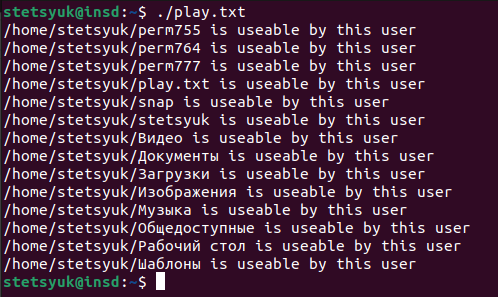 stetsyuk@insd:~$ ./play.txt
/home/stetsyuk/perm755 is useable by this user
/home/stetsyuk/perm764 is useable by this user
/home/stetsyuk/perm777 is useable by this user
/home/stetsyuk/play.txt is useable by this user
/home/stetsyuk/snap is useable by this user
/home/stetsyuk/stetsyuk is useable by this user
/home/stetsyuk/Видео is useable by this user
/home/stetsyuk/Документы is useable by this user
/home/stetsyuk/Загрузки is useable by this user
/home/stetsyuk/Изображения is useable by this user
/home/stetsyuk/Музыка is useable by this user
/home/stetsyuk/Общедоступные is useable by this user
/home/stetsyuk/Рабочий стол is useable by this user
/home/stetsyuk/Шаблоны is useable by this user
stetsyuk@insd:~$